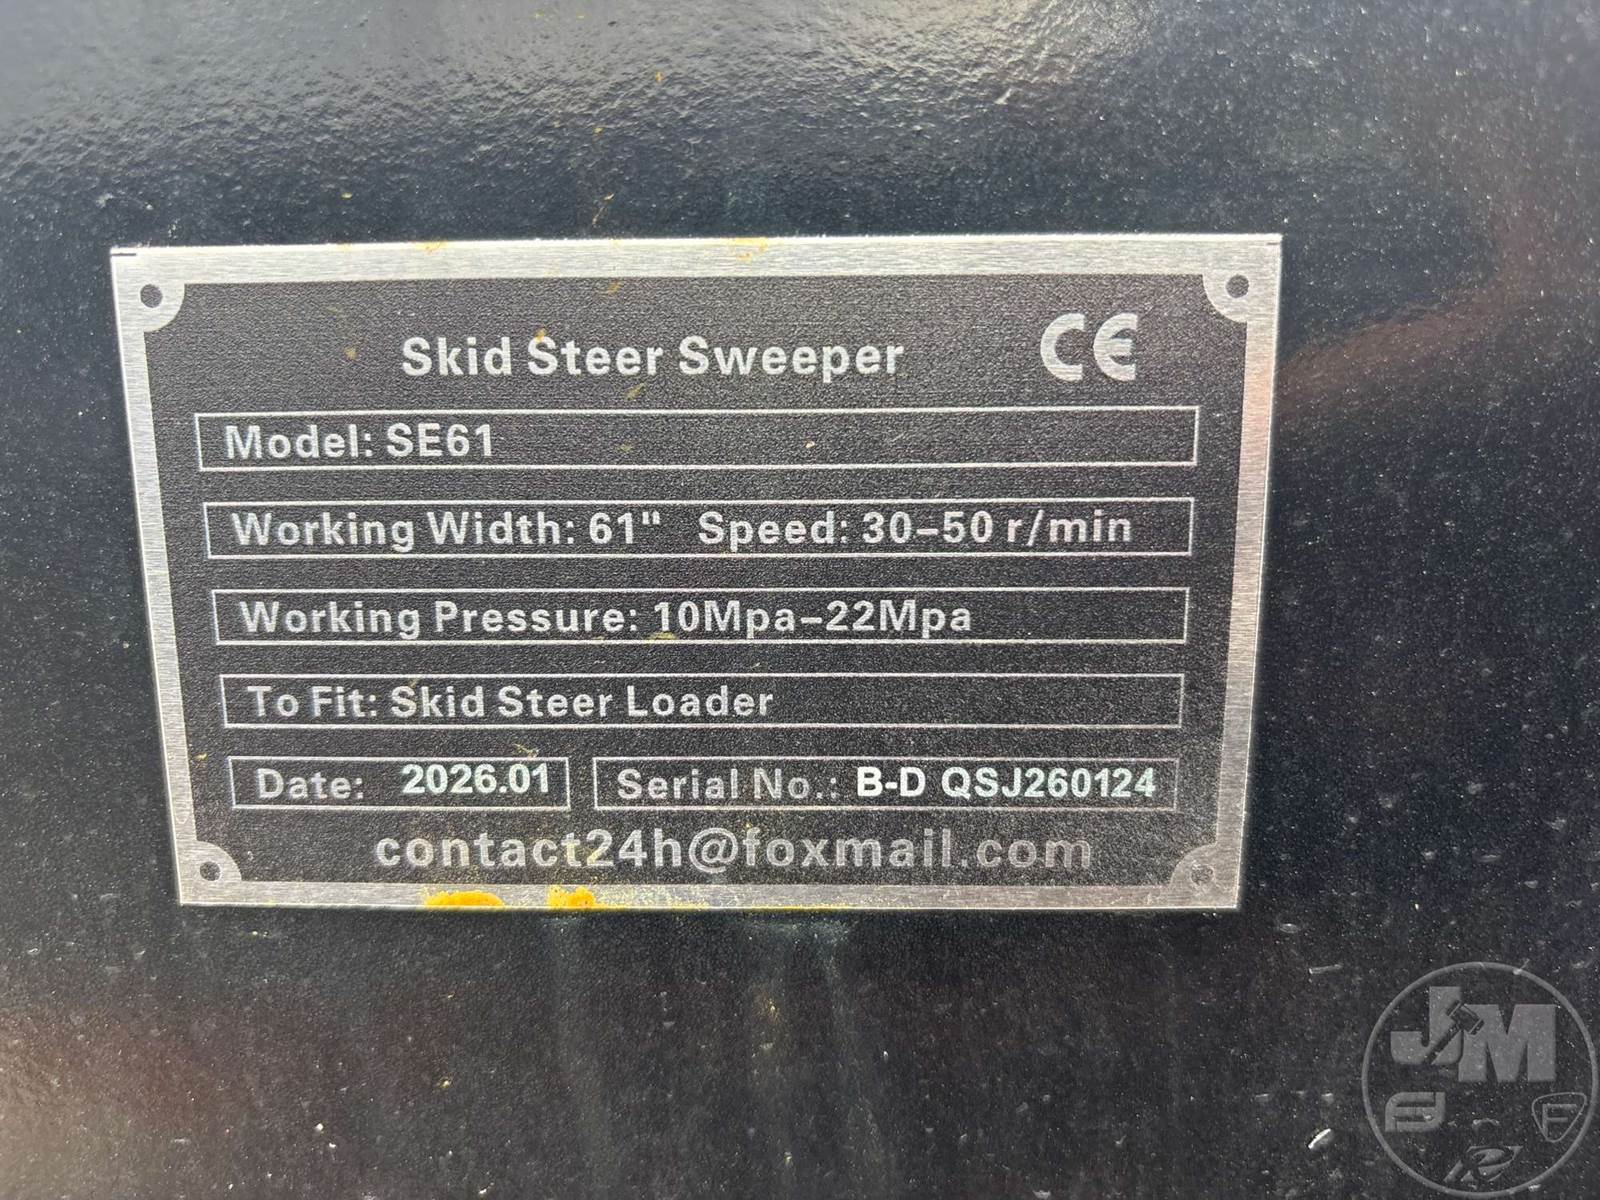 Skid Steer Sweeper CE
Model: SE61
Working Width: 61" Speed: 30-50 r/min
Working Pressure: 10Mpa-22Mpa
To Fit: Skid Steer Loader
Date: 2026.01 Serial No.: B-D QSJ260124
contact24h@foxmail.com
JM